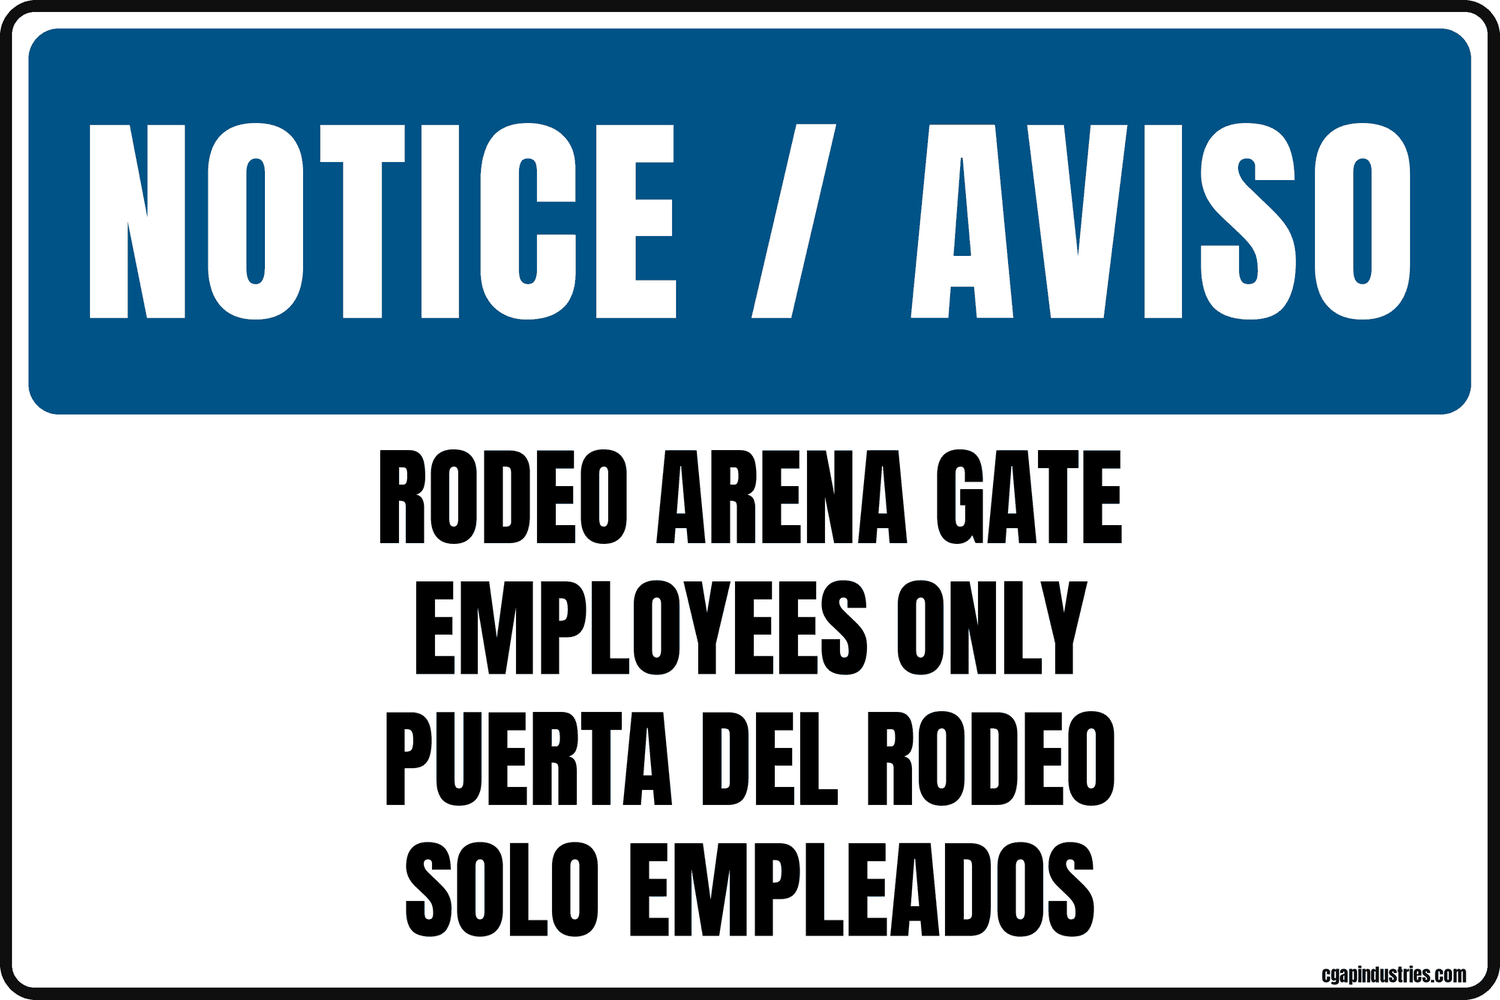 NOTICE / AVISO
RODEO ARENA GATE
EMPLOYEES ONLY
PUERTA DEL RODEO
SOLO EMPLEADOS
cgapindustries.com